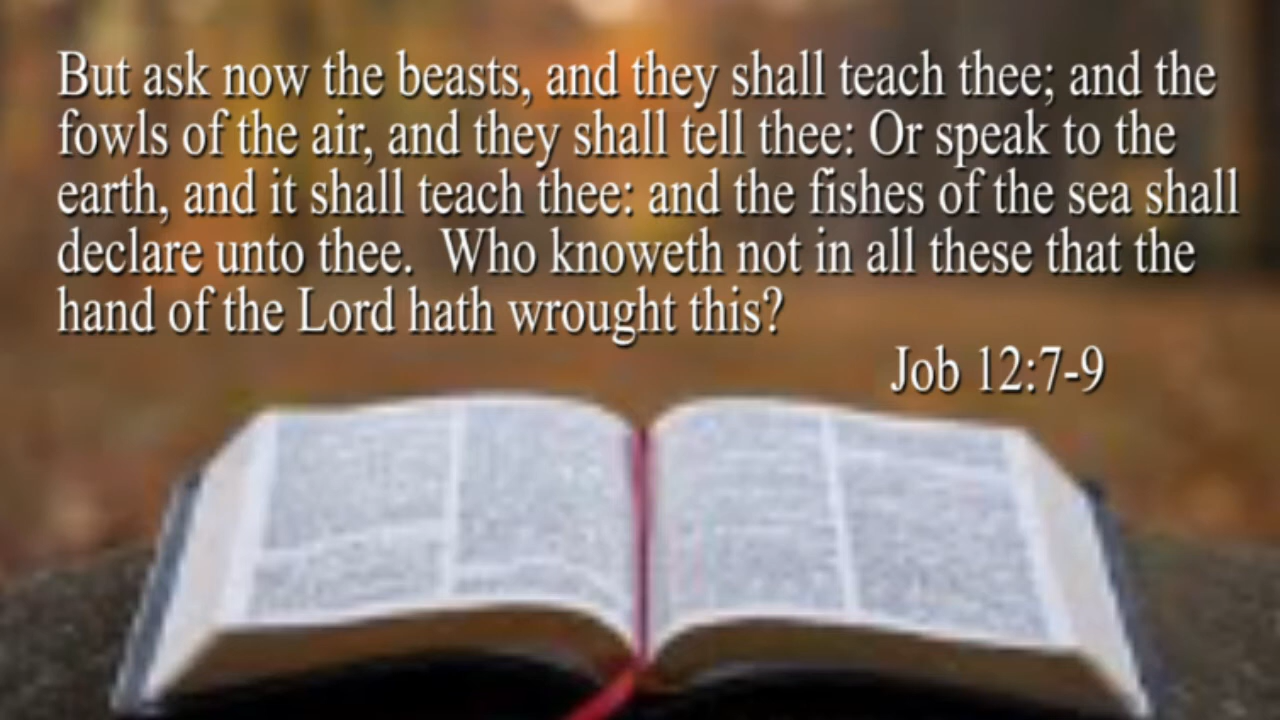 But ask now the beasts, and they shall teach thee; and the
fowls of the air, and they shall tell thee: Or speak to the
earth, and it shall teach thee: and the fishes of the sea shall
declare unto thee.  Who knoweth not in all these that the
hand of the Lord hath wrought this?
Job 12:7-9